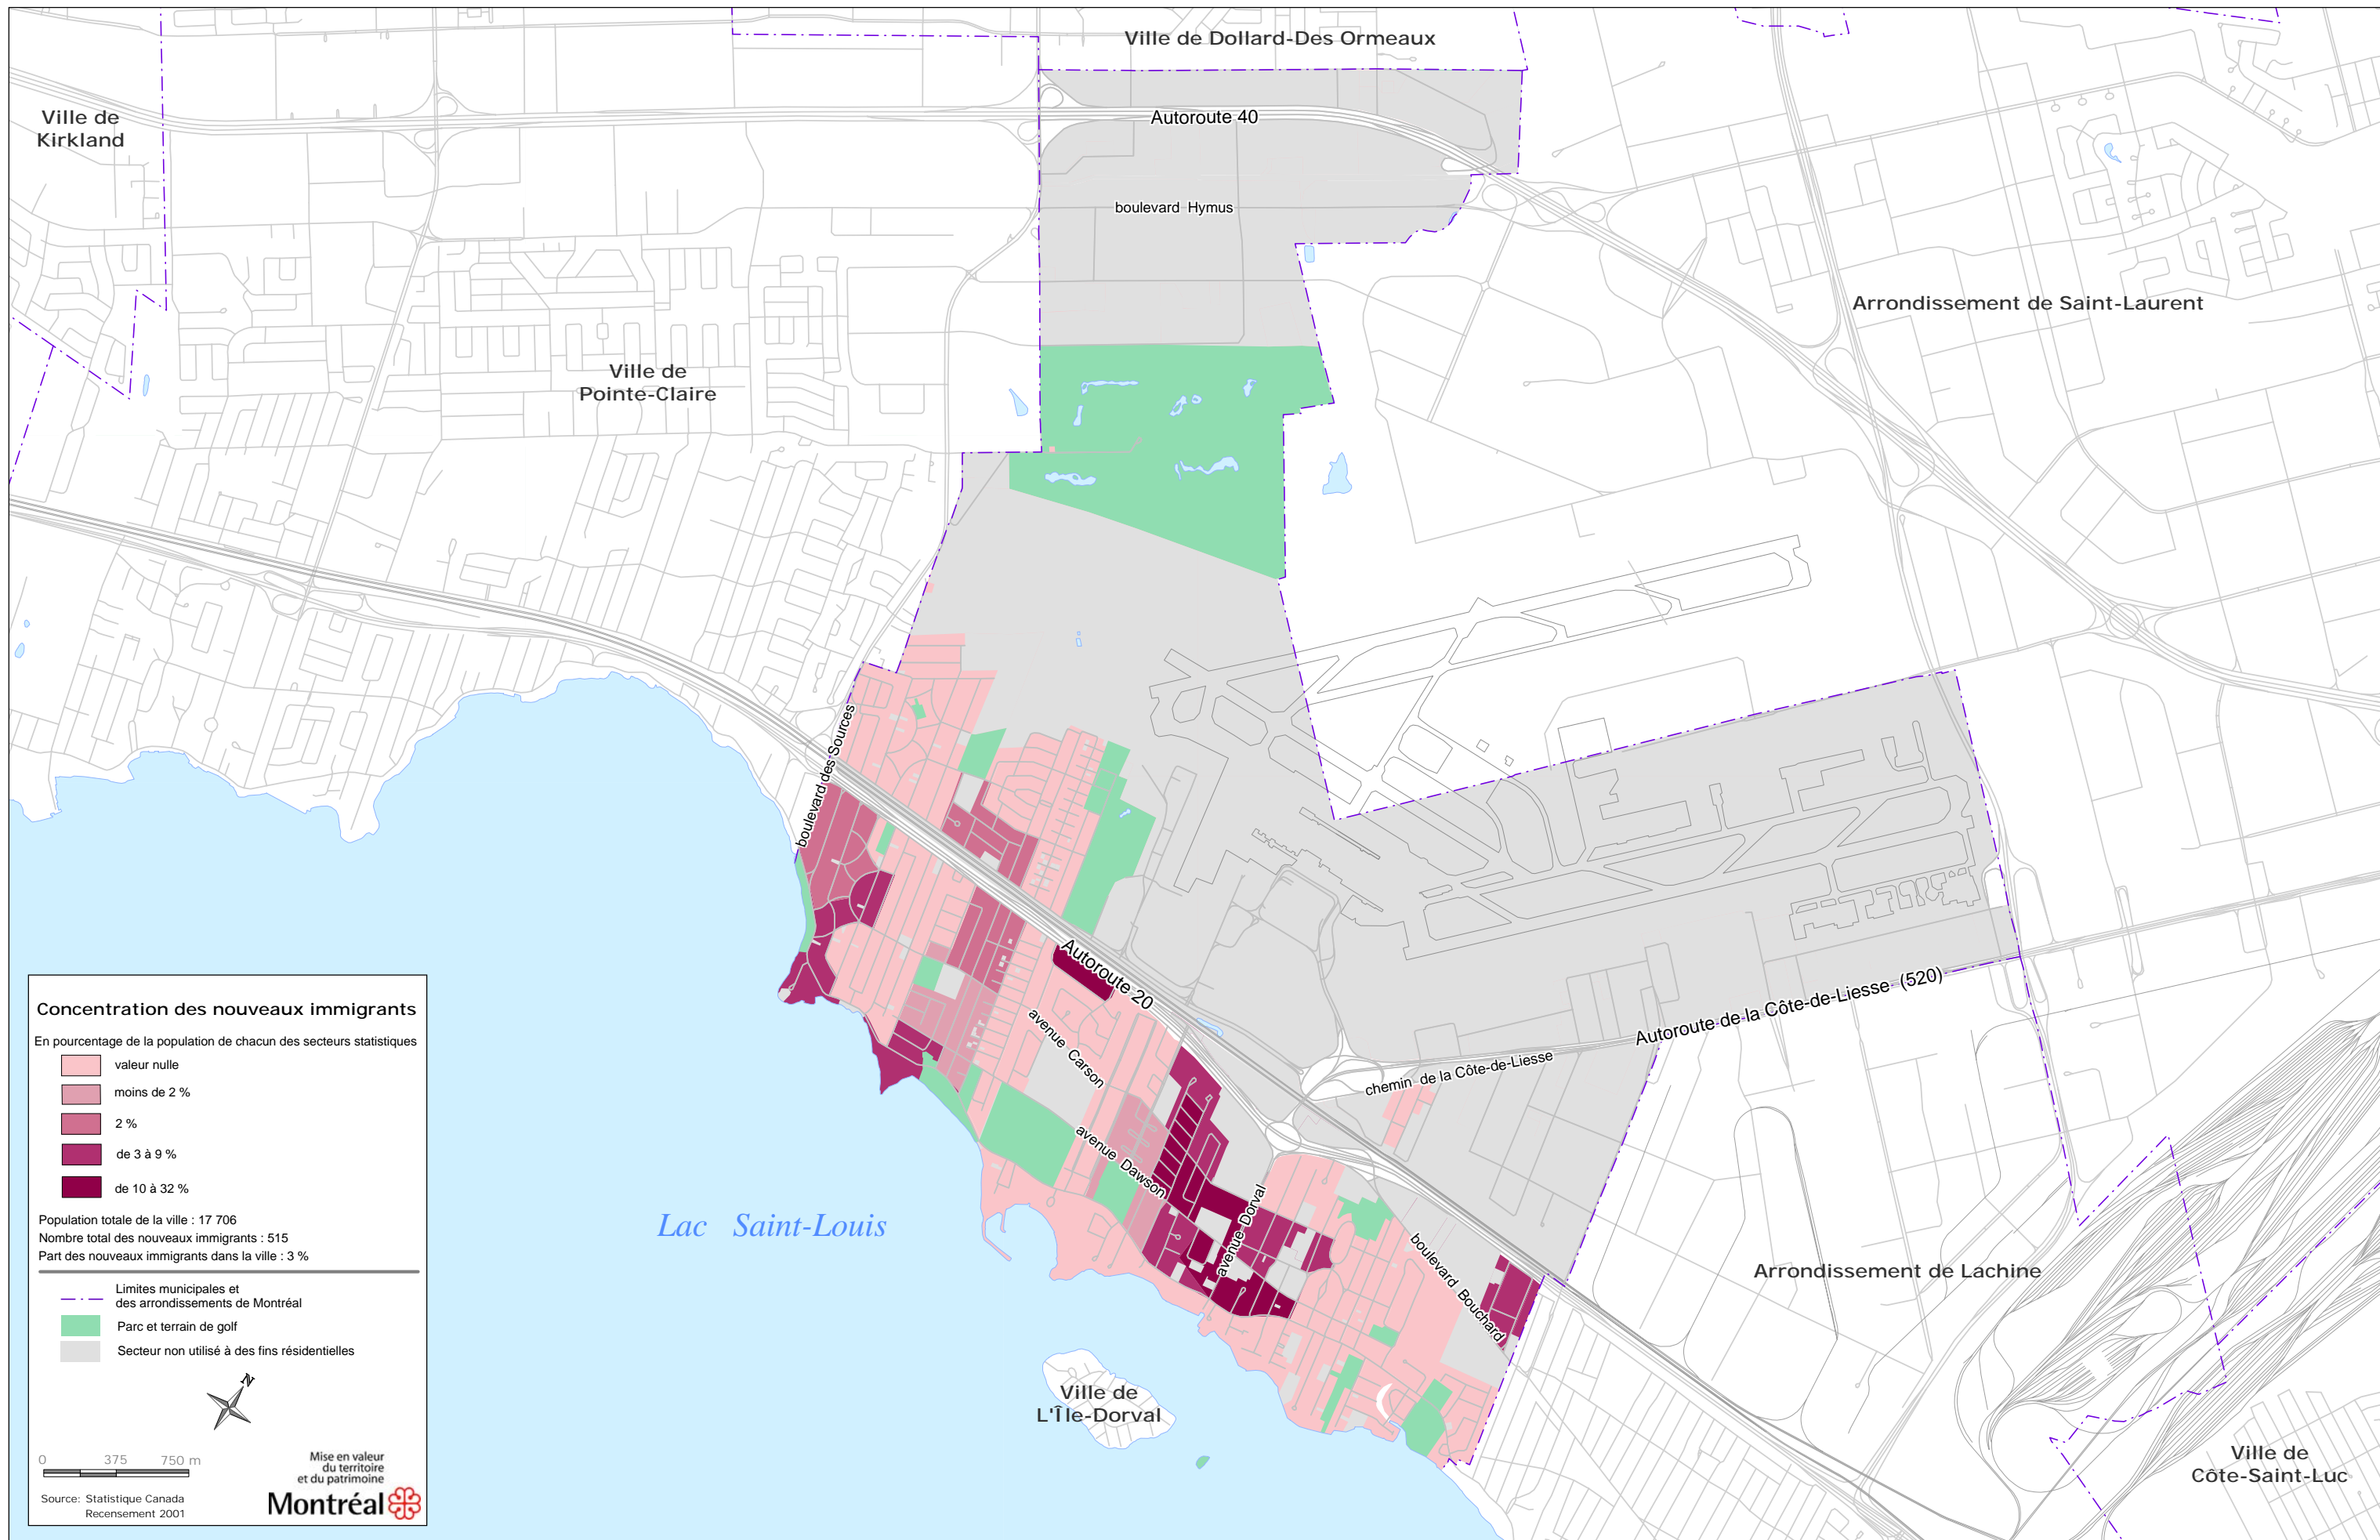 Ville de Dollard-Des Ormeaux
Ville de
Kirkland
Autoroute 40
boulevard Hymus
Arrondissement de Saint-Laurent
Ville de
Pointe-Claire
boulevard des Sources
Autoroute 20
avenue Carson
Autoroute de la Côte-de-Liesse (520)
chemin de la Côte-de-Liesse
avenue Dawson
avenue Dorval
boulevard Bouchard
Lac Saint-Louis
Arrondissement de Lachine
Ville de
L'Île-Dorval
Ville de
Côte-Saint-Luc
Concentration des nouveaux immigrants
En pourcentage de la population de chacun des secteurs statistiques
valeur nulle
moins de 2 %
2 %
de 3 à 9 %
de 10 à 32 %
Population totale de la ville : 17 706
Nombre total des nouveaux immigrants : 515
Part des nouveaux immigrants dans la ville : 3 %
Limites municipales et
des arrondissements de Montréal
Parc et terrain de golf
Secteur non utilisé à des fins résidentielles
N
0 375 750 m
Mise en valeur
du territoire
et du patrimoine
Montréal
Source: Statistique Canada
Recensement 2001